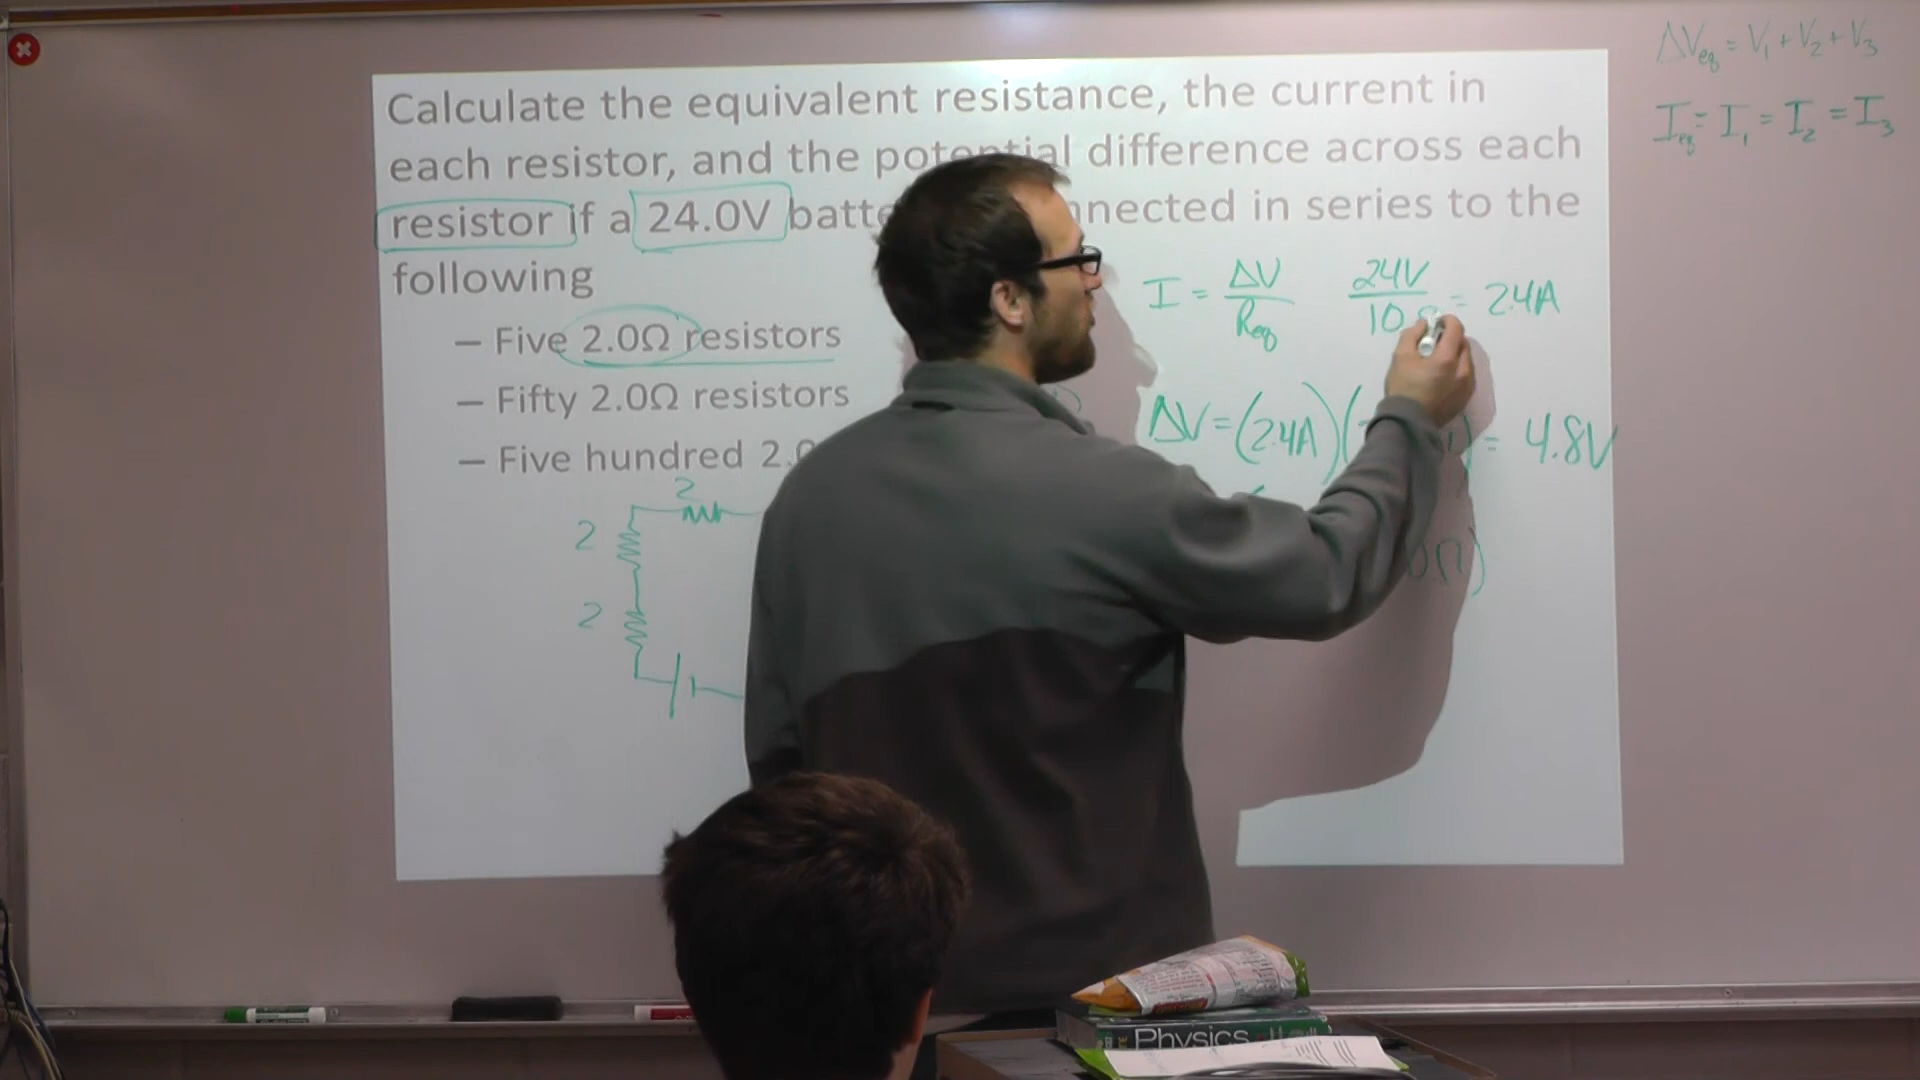 Calculate the equivalent resistance, the current in
each resistor, and the potential difference across each
resistor if a 24.0V connected in series to the
following
– Five 2.0Ω resistors
– Fifty 2.0Ω resistors
– Five hundred
ΔVeq = V1 + V2 + V3
Ieq = I1 = I2 = I3
I = ΔV/Req 24V/10 = 2.4A
ΔV = (2.4A)( ) = 4.8V
2
2
2
Physics